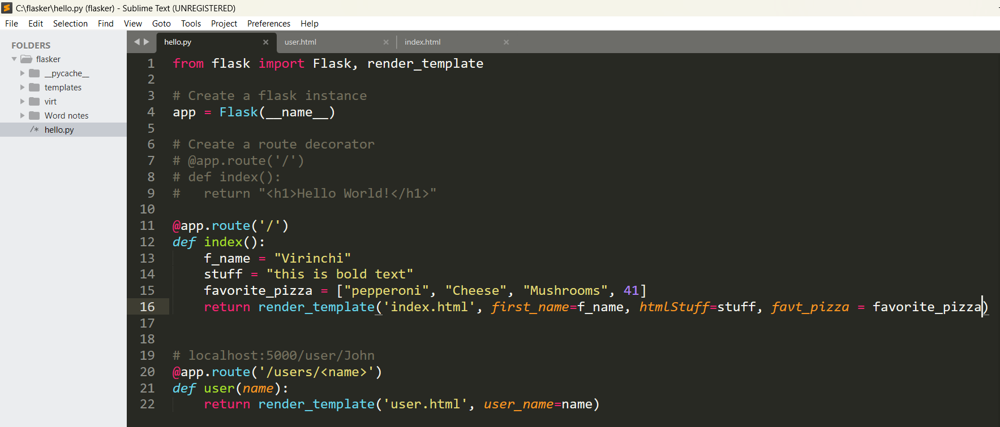 C:\flasker\hello.py (flasker) - Sublime Text (UNREGISTERED)
File Edit Selection Find View Goto Tools Project Preferences Help
FOLDERS
flasker
__pycache__
templates
virt
Word notes
/* hello.py
hello.py × user.html × index.html ×
1 from flask import Flask, render_template
2
3 # Create a flask instance
4 app = Flask(__name__)
5
6 # Create a route decorator
7 # @app.route('/')
8 # def index():
9 #   return "<h1>Hello World!</h1>"
10
11 @app.route('/')
12 def index():
13     f_name = "Virinchi"
14     stuff = "this is bold text"
15     favorite_pizza = ["pepperoni", "Cheese", "Mushrooms", 41]
16     return render_template('index.html', first_name=f_name, htmlStuff=stuff, favt_pizza = favorite_pizza)
17
18
19 # localhost:5000/user/John
20 @app.route('/users/<name>')
21 def user(name):
22     return render_template('user.html', user_name=name)